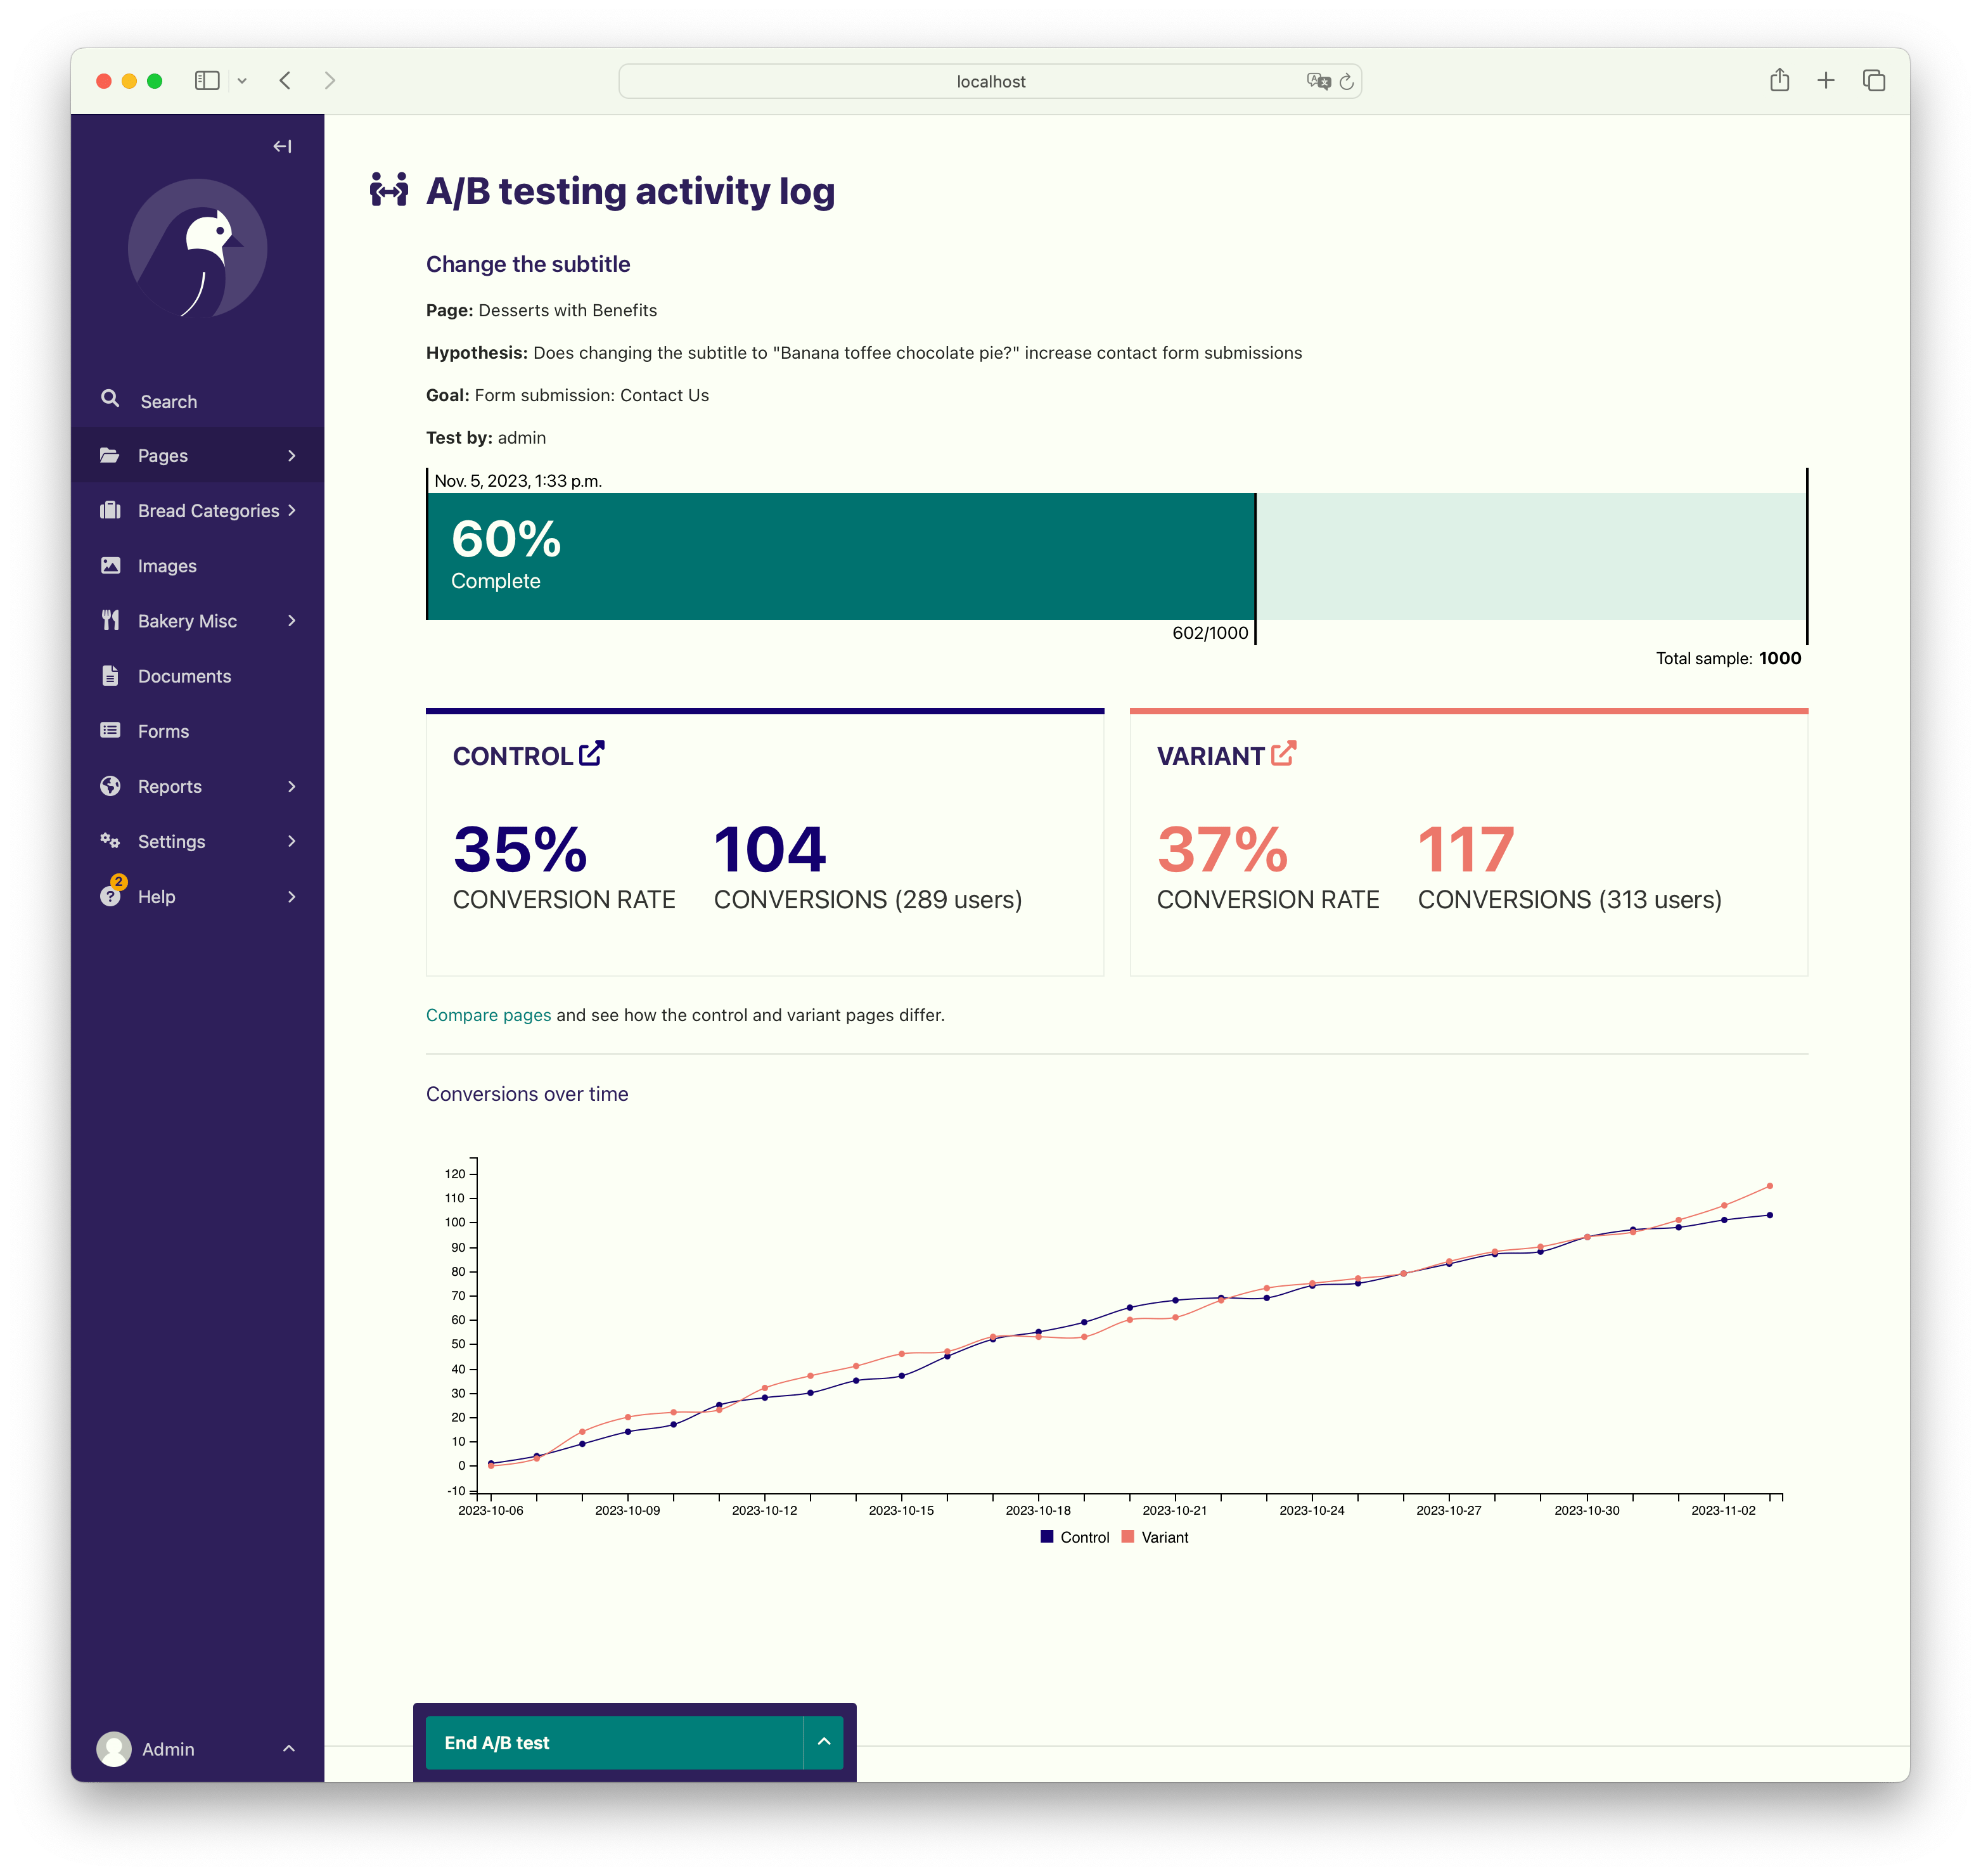 localhost
Search
Pages
Bread Categories
Images
Bakery Misc
Documents
Forms
Reports
Settings
2
Help
Admin
A/B testing activity log
Change the subtitle
Page: Desserts with Benefits
Hypothesis: Does changing the subtitle to "Banana toffee chocolate pie?" increase contact form submissions
Goal: Form submission: Contact Us
Test by: admin
Nov. 5, 2023, 1:33 p.m.
60%
Complete
602/1000
Total sample: 1000
CONTROL
35%
CONVERSION RATE
104
CONVERSIONS (289 users)
VARIANT
37%
CONVERSION RATE
117
CONVERSIONS (313 users)
Compare pages and see how the control and variant pages differ.
Conversions over time
120
110
100
90
80
70
60
50
40
30
20
10
0
-10
2023-10-06 2023-10-09 2023-10-12 2023-10-15 2023-10-18 2023-10-21 2023-10-24 2023-10-27 2023-10-30 2023-11-02
Control Variant
End A/B test